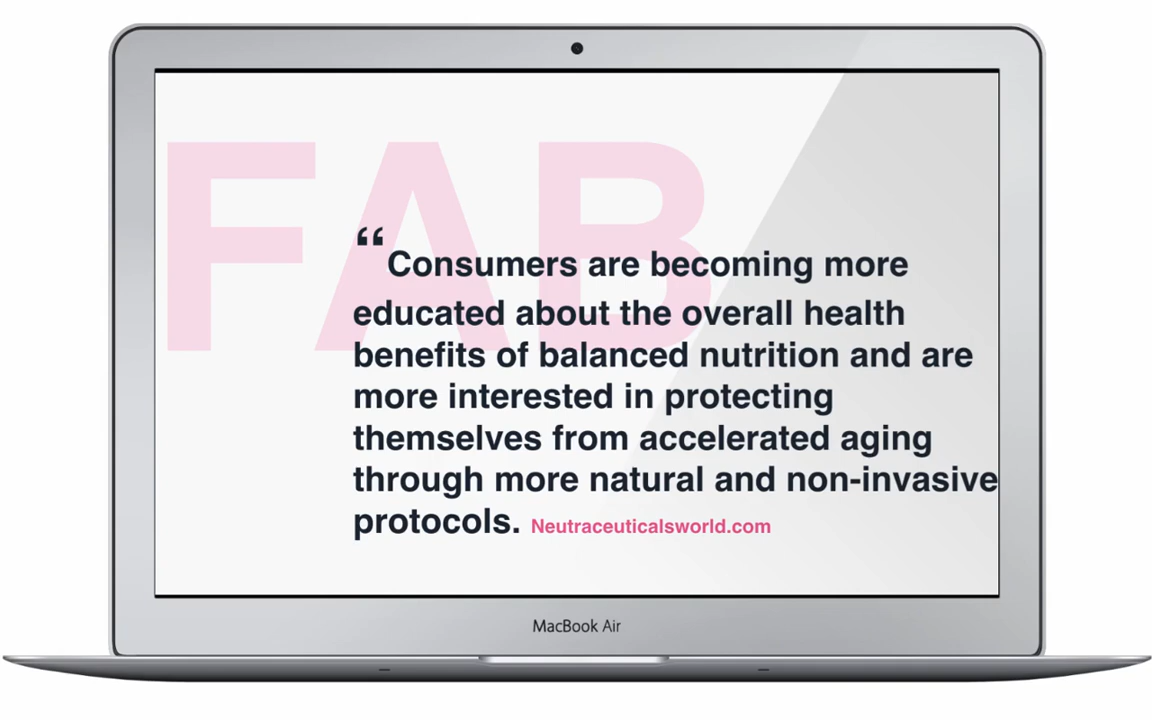 FAB
“Consumers are becoming more
educated about the overall health
benefits of balanced nutrition and are
more interested in protecting
themselves from accelerated aging
through more natural and non-invasive
protocols. Neutraceuticalsworld.com
MacBook Air